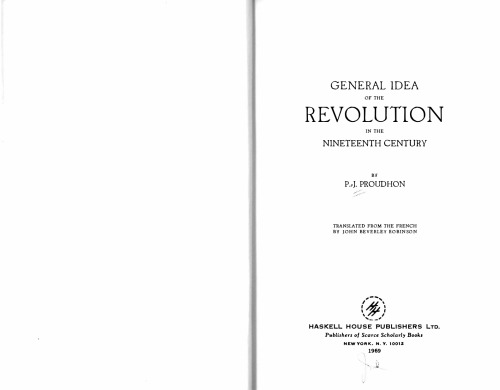 GENERAL IDEA
OF THE
REVOLUTION
IN THE
NINETEENTH CENTURY
BY
P.-J. PROUDHON
TRANSLATED FROM THE FRENCH
BY JOHN BEVERLEY ROBINSON
HASKELL HOUSE PUBLISHERS LTD.
Publishers of Scarce Scholarly Books
NEW YORK, N. Y. 10012
1969